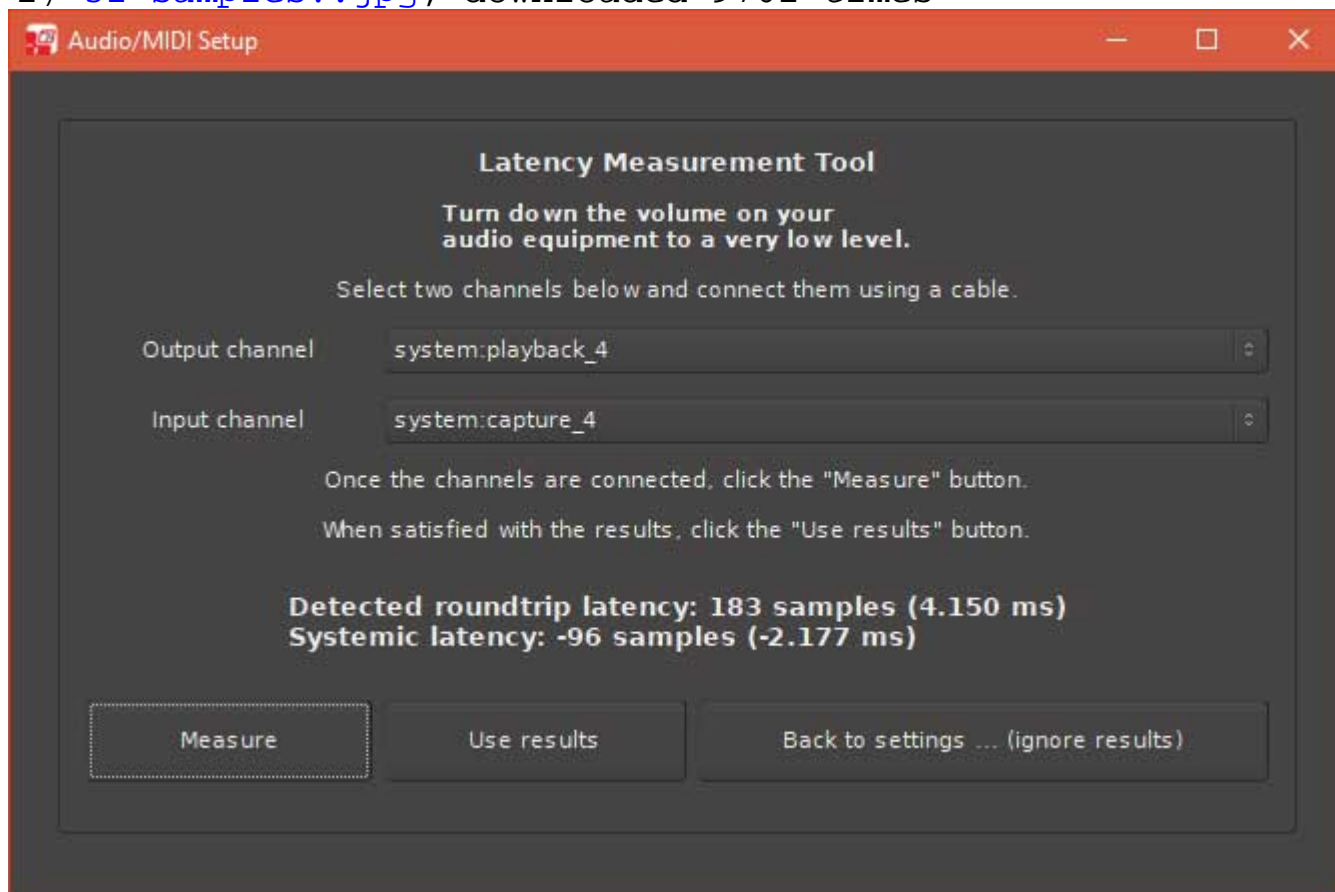 Audio/MIDI Setup
Latency Measurement Tool
Turn down the volume on your
audio equipment to a very low level.
Select two channels below and connect them using a cable.
Output channel system:playback_4
Input channel system:capture_4
Once the channels are connected, click the "Measure" button.
When satisfied with the results, click the "Use results" button.
Detected roundtrip latency: 183 samples (4.150 ms)
Systemic latency: -96 samples (-2.177 ms)
Measure Use results Back to settings ... (ignore results)